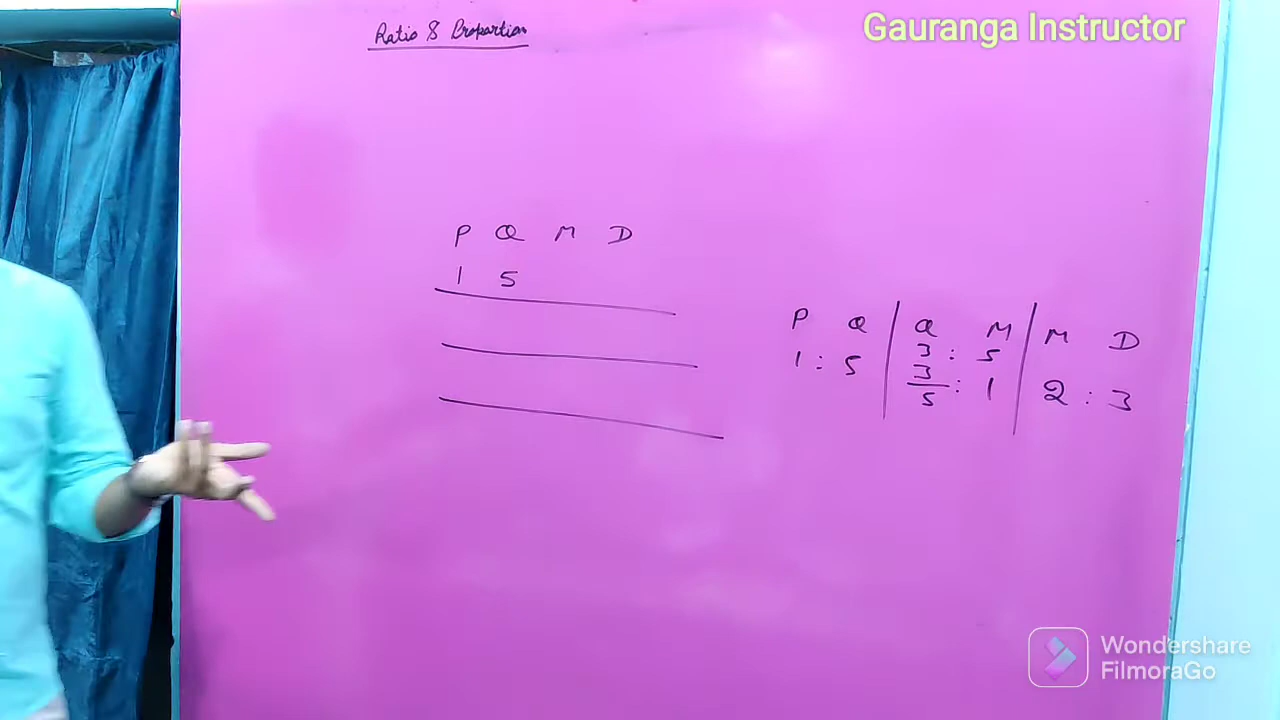 Ratio & Proportion
Gauranga Instructor
P Q M D
1 5
P Q | Q M | M D
1 : 5 | 3 : 5 | 2 : 3
3/5 : 1
Wondershare
FilmoraGo